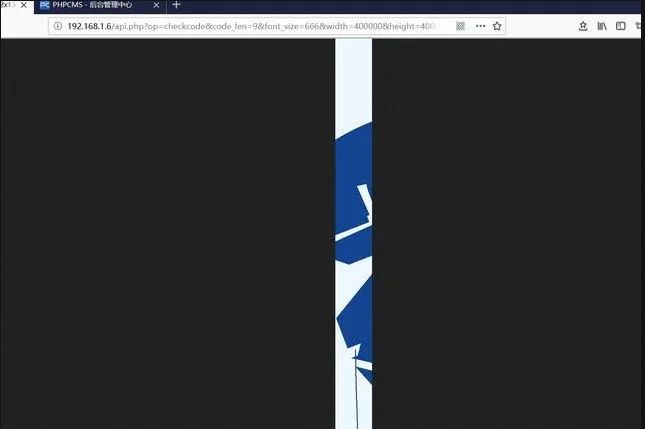 PHPCMS - 后台管理中心
192.168.1.6/api.php?op=checkcode&code_len=9&font_size=686&width=400000&height=400